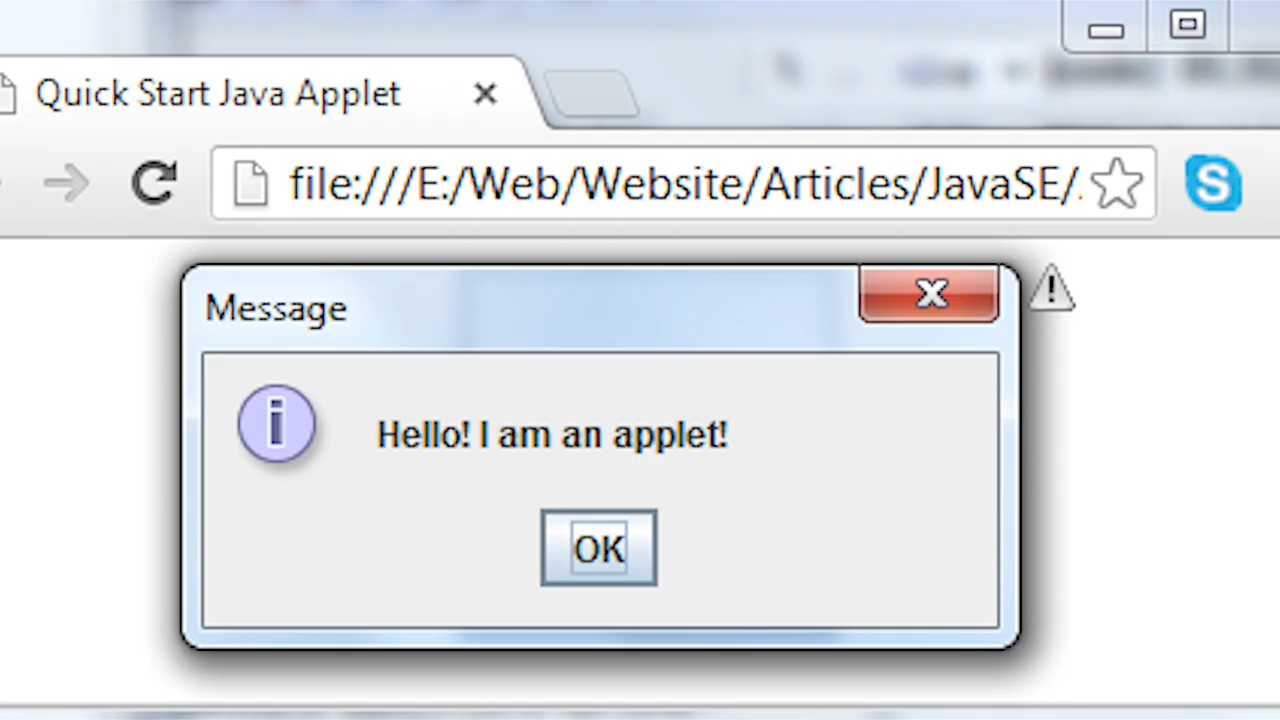 Quick Start Java Applet
file:///E:/Web/Website/Articles/JavaSE/
Message
Hello! I am an applet!
OK